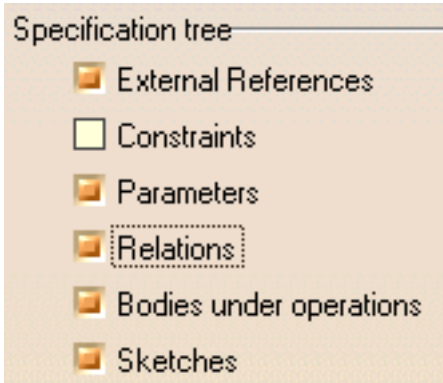 Specification tree
External References
Constraints
Parameters
Relations
Bodies under operations
Sketches